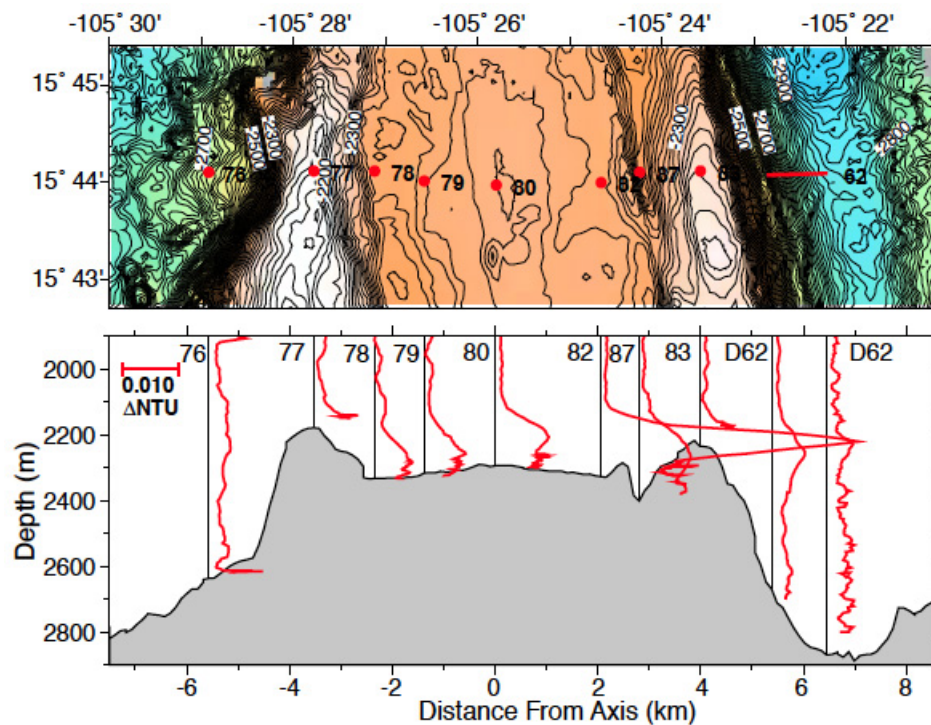 -105° 30' -105° 28' -105° 26' -105° 24' -105° 22'
15° 45'
15° 44'
15° 43'
-2700 -2500 -2300 -2200 -2300 -2300 -2500 -2700 -2900 -2800
76 77 78 79 80 82 87 83 62
76 77 78 79 80 82 87 83 D62 D62
0.010
ΔNTU
2000
2200
2400
2600
2800
Depth (m)
-6 -4 -2 0 2 4 6 8
Distance From Axis (km)